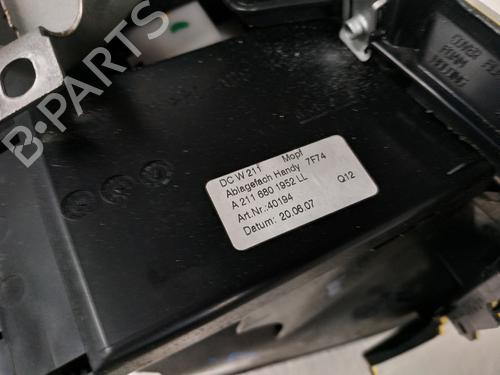 B-PARTS
DC W 211 Mopf 7F74
Ablagefach Handy
A 211 680 1952 LL Q12
Art.Nr.:40194
Datum: 20.06.07